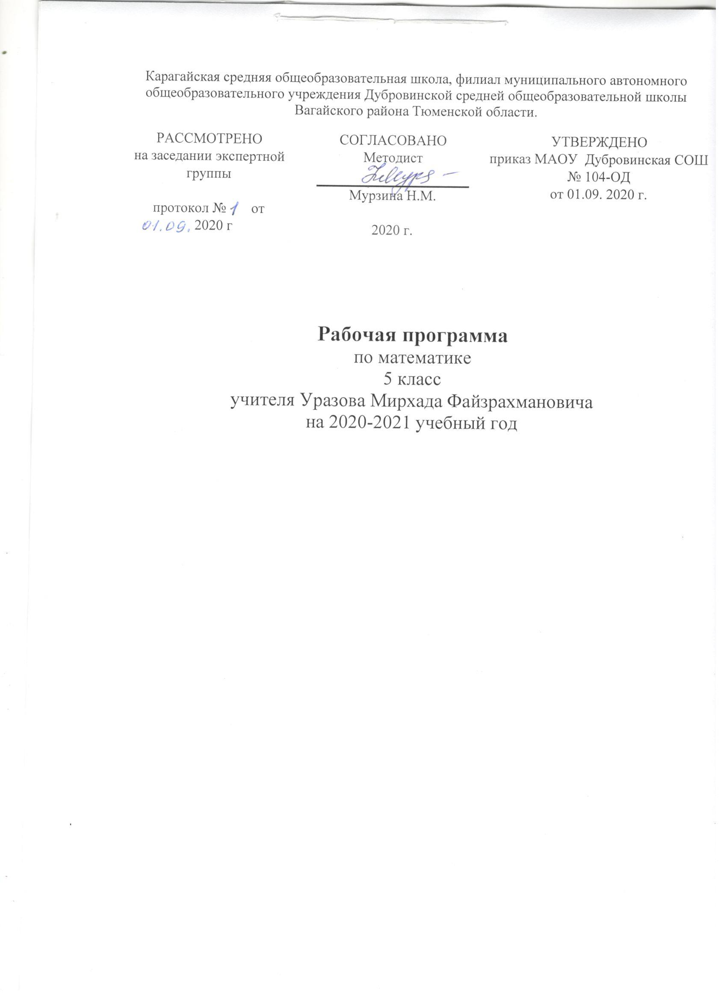 Карагайская средняя общеобразовательная школа, филиал муниципального автономного
общеобразовательного учреждения Дубровинской средней общеобразовательной школы
Вагайского района Тюменской области.
РАССМОТРЕНО
на заседании экспертной
группы
протокол № 1 от
01.09. 2020 г
СОГЛАСОВАНО
Методист
Мурзина Н.М.
2020 г.
УТВЕРЖДЕНО
приказ МАОУ Дубровинская СОШ
№ 104-ОД
от 01.09. 2020 г.
Рабочая программа
по математике
5 класс
учителя Уразова Мирхада Файзрахмановича
на 2020-2021 учебный год